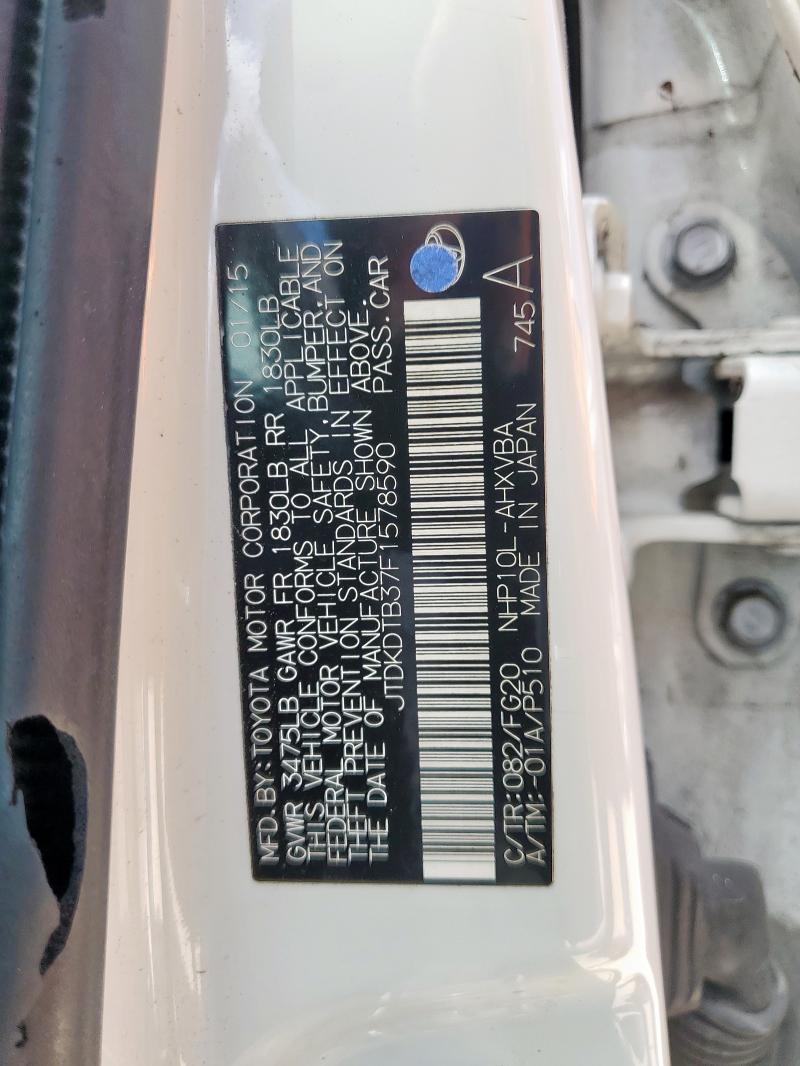 MFD.BY:TOYOTA MOTOR CORPORATION 01/15
GVWR 3475LB GAWR FR 1830LB RR 1830LB
THIS VEHICLE CONFORMS TO ALL APPLICABLE
FEDERAL MOTOR VEHICLE SAFETY,BUMPER,AND
THEFT PREVENTION STANDARDS IN EFFECT ON
THE DATE OF MANUFACTURE SHOWN ABOVE.
JTDKDTB37F1578590 PASS.CAR
C/TR:082/FG20 NHP10L-AHXVBA 745 A
A/TM:-01A/P510 MADE IN JAPAN